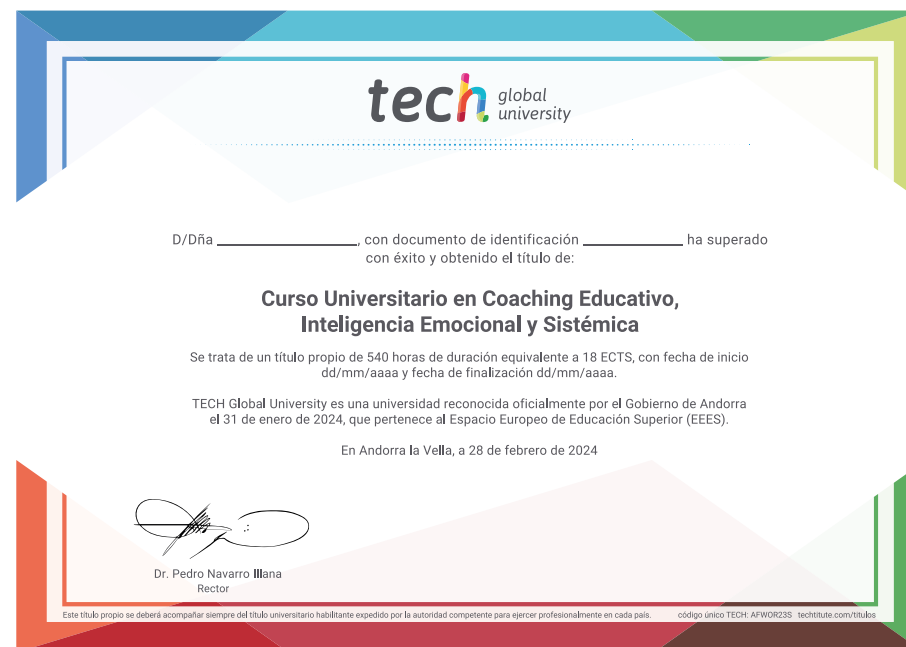 tech global university
D/Dña ____________________, con documento de identificación ______________ ha superado
con éxito y obtenido el título de:
Curso Universitario en Coaching Educativo,
Inteligencia Emocional y Sistémica
Se trata de un título propio de 540 horas de duración equivalente a 18 ECTS, con fecha de inicio
dd/mm/aaaa y fecha de finalización dd/mm/aaaa.
TECH Global University es una universidad reconocida oficialmente por el Gobierno de Andorra
el 31 de enero de 2024, que pertenece al Espacio Europeo de Educación Superior (EEES).
En Andorra la Vella, a 28 de febrero de 2024
Dr. Pedro Navarro Illana
Rector
Este título propio se deberá acompañar siempre del título universitario habilitante expedido por la autoridad competente para ejercer profesionalmente en cada país.
código único TECH: AFWOR23S techtitute.com/titulos